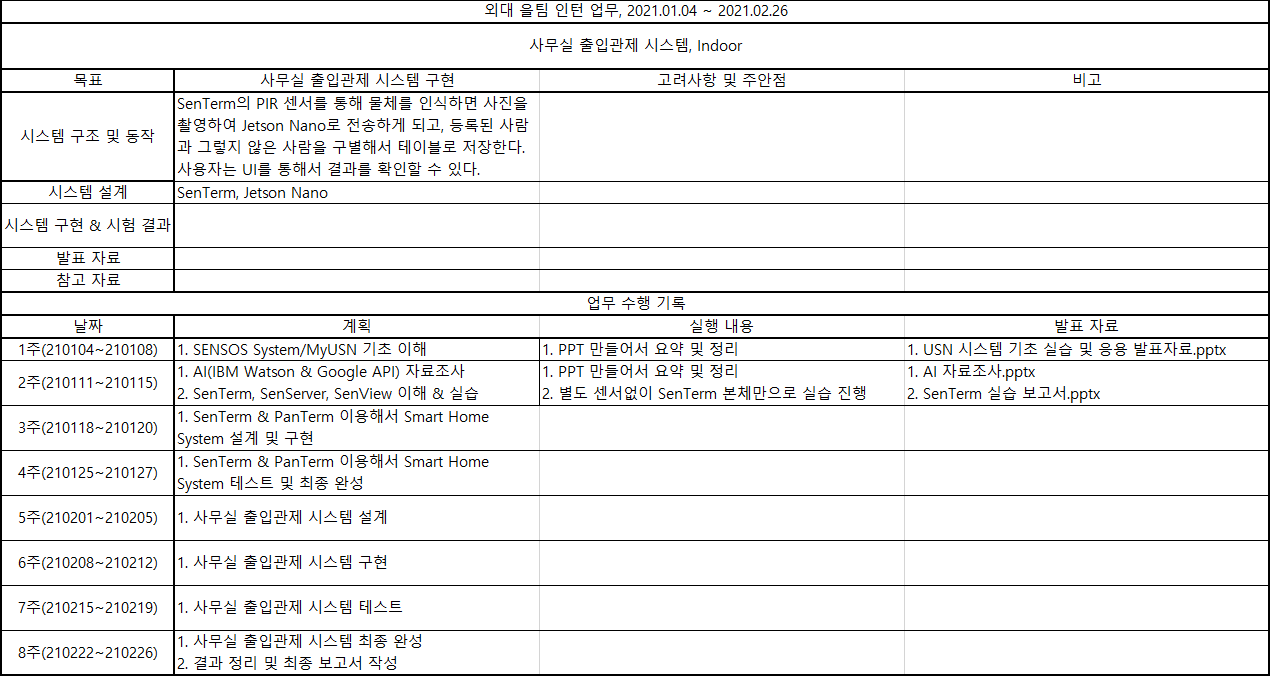 외대 을팀 인턴 업무, 2021.01.04 ~ 2021.02.26
사무실 출입관제 시스템, Indoor
목표 사무실 출입관제 시스템 구현 고려사항 및 주안점 비고
시스템 구조 및 동작
SenTerm의 PIR 센서를 통해 물체를 인식하면 사진을
촬영하여 Jetson Nano로 전송하게 되고, 등록된 사람
과 그렇지 않은 사람을 구별해서 테이블로 저장한다.
사용자는 UI를 통해서 결과를 확인할 수 있다.
시스템 설계 SenTerm, Jetson Nano
시스템 구현 & 시험 결과
발표 자료
참고 자료
업무 수행 기록
날짜 계획 실행 내용 발표 자료
1주(210104~210108) 1. SENSOS System/MyUSN 기초 이해 1. PPT 만들어서 요약 및 정리 1. USN 시스템 기초 실습 및 응용 발표자료.pptx
2주(210111~210115)
1. AI(IBM Watson & Google API) 자료조사
2. SenTerm, SenServer, SenView 이해 & 실습
1. PPT 만들어서 요약 및 정리
2. 별도 센서없이 SenTerm 본체만으로 실습 진행
1. AI 자료조사.pptx
2. SenTerm 실습 보고서.pptx
3주(210118~210120)
1. SenTerm & PanTerm 이용해서 Smart Home
System 설계 및 구현
4주(210125~210127)
1. SenTerm & PanTerm 이용해서 Smart Home
System 테스트 및 최종 완성
5주(210201~210205) 1. 사무실 출입관제 시스템 설계
6주(210208~210212) 1. 사무실 출입관제 시스템 구현
7주(210215~210219) 1. 사무실 출입관제 시스템 테스트
8주(210222~210226)
1. 사무실 출입관제 시스템 최종 완성
2. 결과 정리 및 최종 보고서 작성